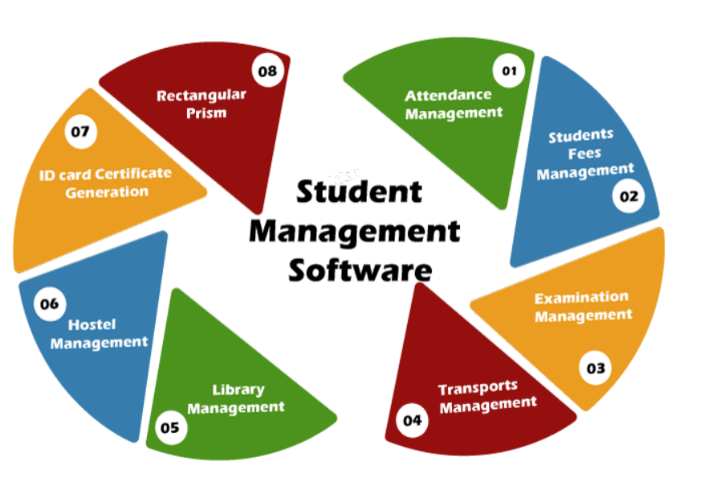 Student
Management
Software
01
Attendance
Management
Students
Fees
Management
02
Examination
Management
03
Transports
Management
04
Library
Management
05
06
Hostel
Management
07
ID card Certificate
Generation
08
Rectangular
Prism